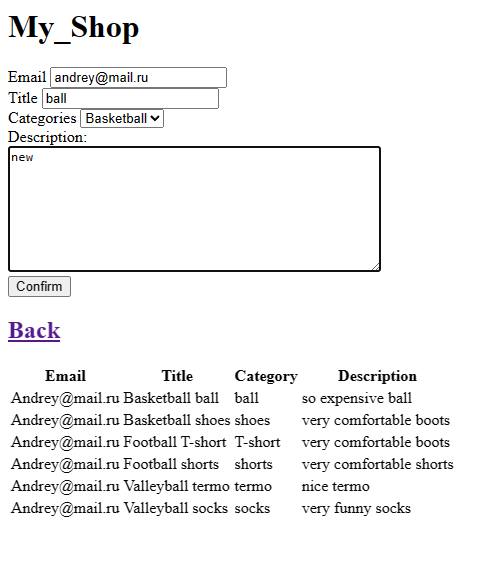 My_Shop
Email andrey@mail.ru
Title ball
Categories Basketball
Description:
new
Confirm
Back
Email Title Category Description
Andrey@mail.ru Basketball ball ball so expensive ball
Andrey@mail.ru Basketball shoes shoes very comfortable boots
Andrey@mail.ru Football T-short T-short very comfortable boots
Andrey@mail.ru Football shorts shorts very comfortable shorts
Andrey@mail.ru Valleyball termo termo nice termo
Andrey@mail.ru Valleyball socks socks very funny socks